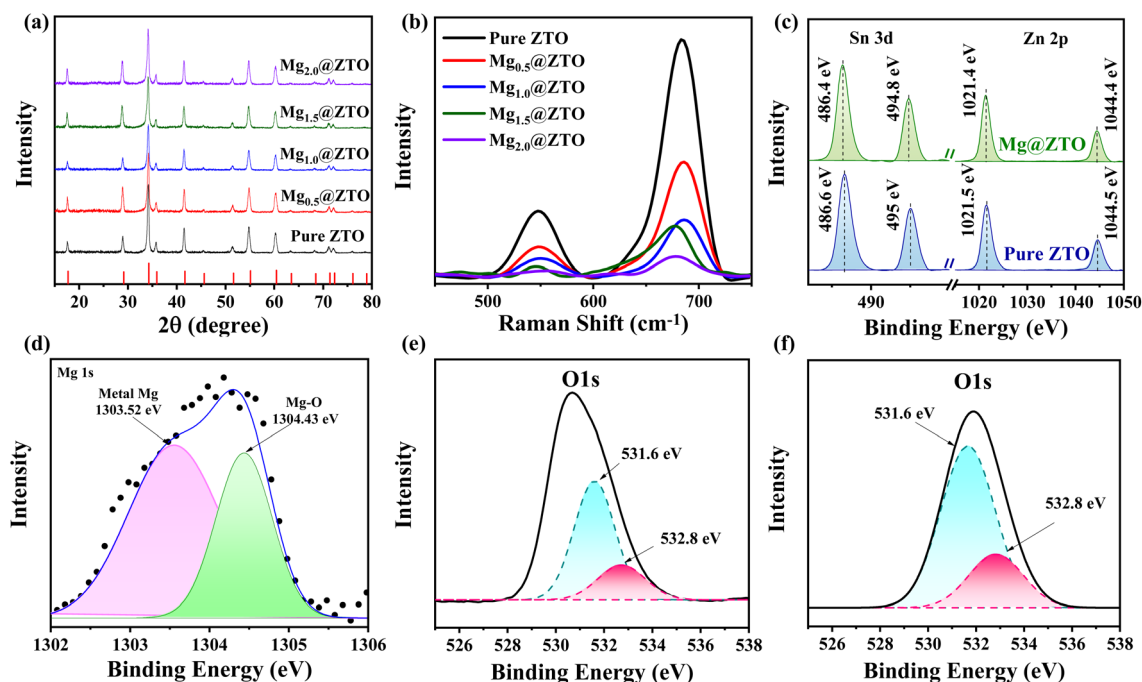 (a)
Mg2.0@ZTO
Mg1.5@ZTO
Mg1.0@ZTO
Mg0.5@ZTO
Pure ZTO
Intensity
20 30 40 50 60 70 80
2θ (degree)
(b)
Pure ZTO
Mg0.5@ZTO
Mg1.0@ZTO
Mg1.5@ZTO
Mg2.0@ZTO
Intensity
500 600 700
Raman Shift (cm-1)
(c)
Sn 3d
Zn 2p
486.4 eV
494.8 eV
1021.4 eV
1044.4 eV
Mg@ZTO
486.6 eV
495 eV
1021.5 eV
1044.5 eV
Pure ZTO
Intensity
490 1020 1030 1040 1050
Binding Energy (eV)
(d)
Mg 1s
Metal Mg
1303.52 eV
Mg-O
1304.43 eV
Intensity
1302 1303 1304 1305 1306
Binding Energy (eV)
(e)
O1s
531.6 eV
532.8 eV
Intensity
526 528 530 532 534 536 538
Binding Energy (eV)
(f)
O1s
531.6 eV
532.8 eV
Intensity
526 528 530 532 534 536 538
Binding Energy (eV)